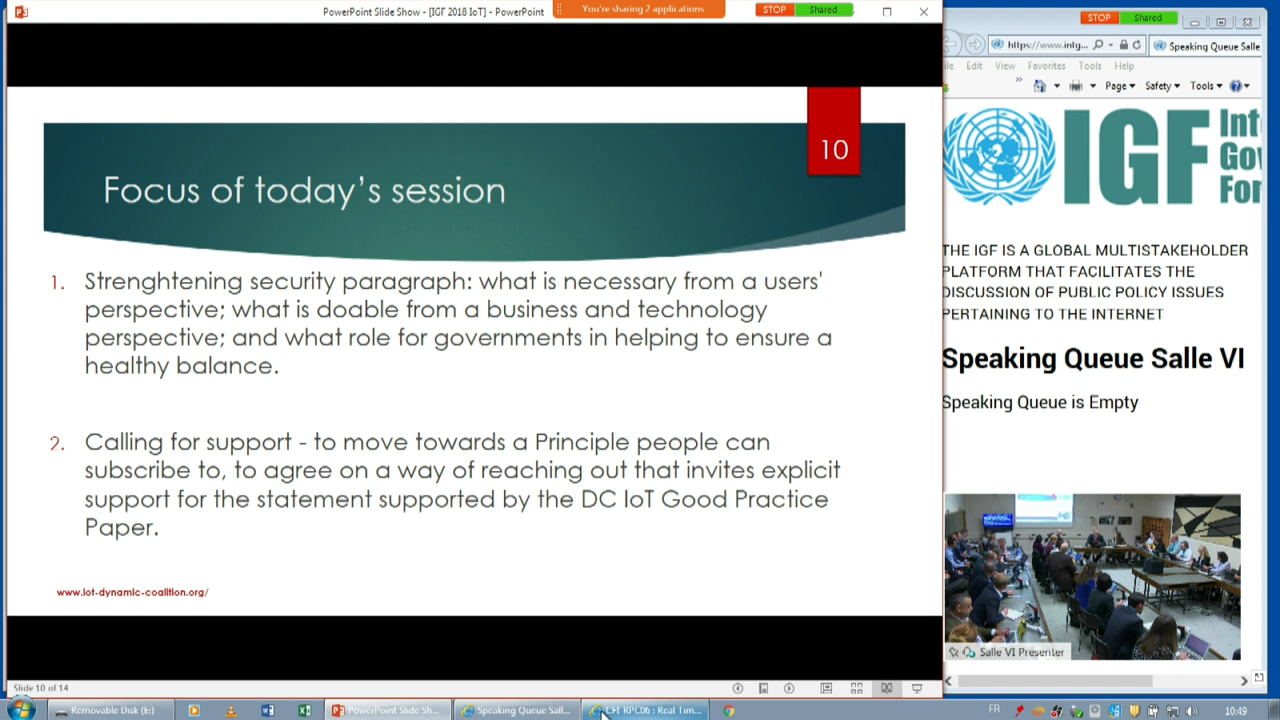 PowerPoint Slide Show - [IGF 2018 IoT] - PowerPoint
You're sharing 2 applications
STOP Shared
10
Focus of today's session
1. Strenghtening security paragraph: what is necessary from a users'
perspective; what is doable from a business and technology
perspective; and what role for governments in helping to ensure a
healthy balance.
2. Calling for support - to move towards a Principle people can
subscribe to, to agree on a way of reaching out that invites explicit
support for the statement supported by the DC IoT Good Practice
Paper.
www.iot-dynamic-coalition.org/
Slide 10 of 14
STOP Shared
https://www.intg...
Speaking Queue Salle
Edit View Favorites Tools Help
Page Safety Tools
IGF
THE IGF IS A GLOBAL MULTISTAKEHOLDER
PLATFORM THAT FACILITATES THE
DISCUSSION OF PUBLIC POLICY ISSUES
PERTAINING TO THE INTERNET
Speaking Queue Salle VI
Speaking Queue is Empty
Salle VI Presenter
Removable Disk (E:)
PowerPoint Slide Sh...
Speaking Queue Sall...
CFI RPCD6 : Real Tim...
FR
10:49